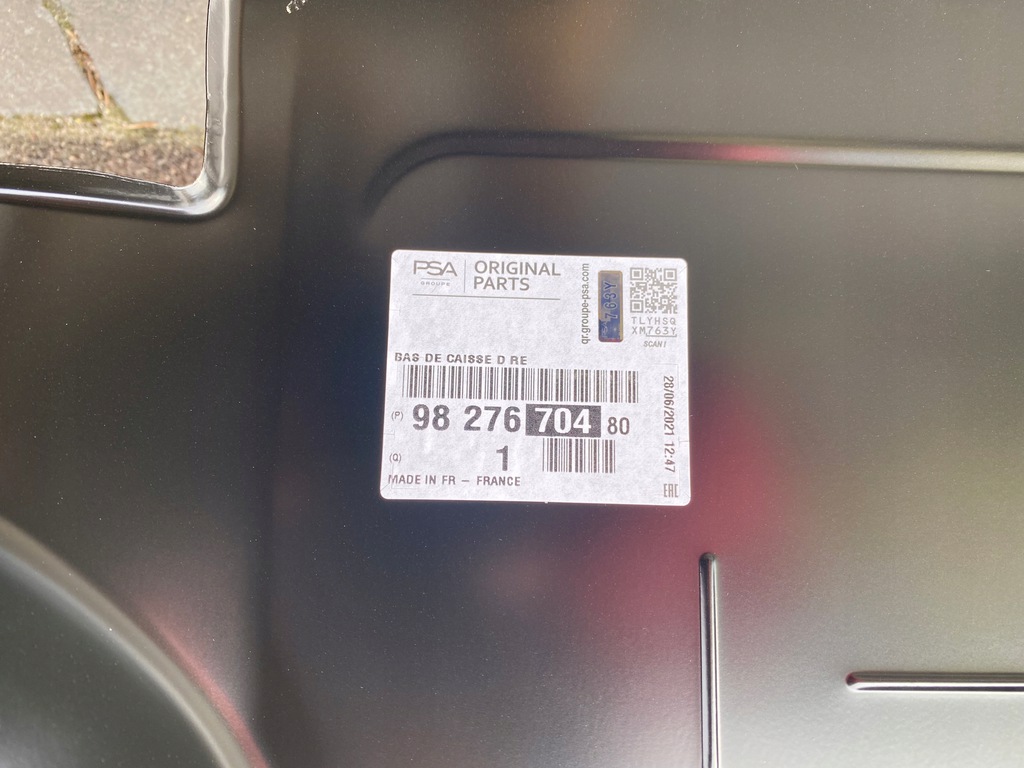 PSA
GROUPE
ORIGINAL
PARTS
qr.groupe-psa.com
763Y
TLYHSQ
XM763Y
SCAN!
BAS DE CAISSE D RE
(P) 98 276 704 80
(Q) 1
MADE IN FR – FRANCE
28/06/2021 12:47
EAC